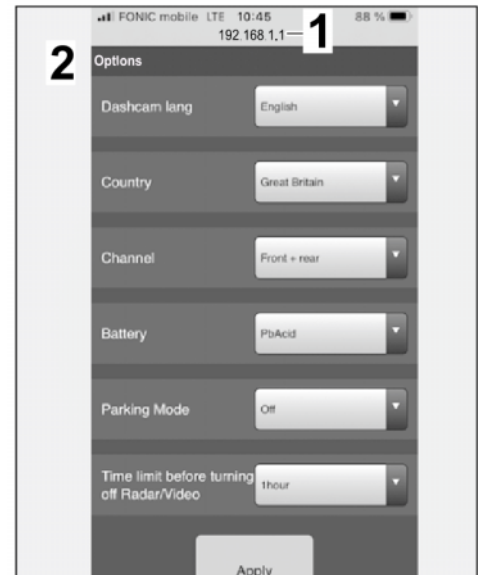 FONIC mobile LTE 10:45 88 %
192.168.1.1 1
2 Options
Dashcam lang English
Country Great Britain
Channel Front + rear
Battery PbAcid
Parking Mode Off
Time limit before turning
off Radar/Video 1hour
Apply